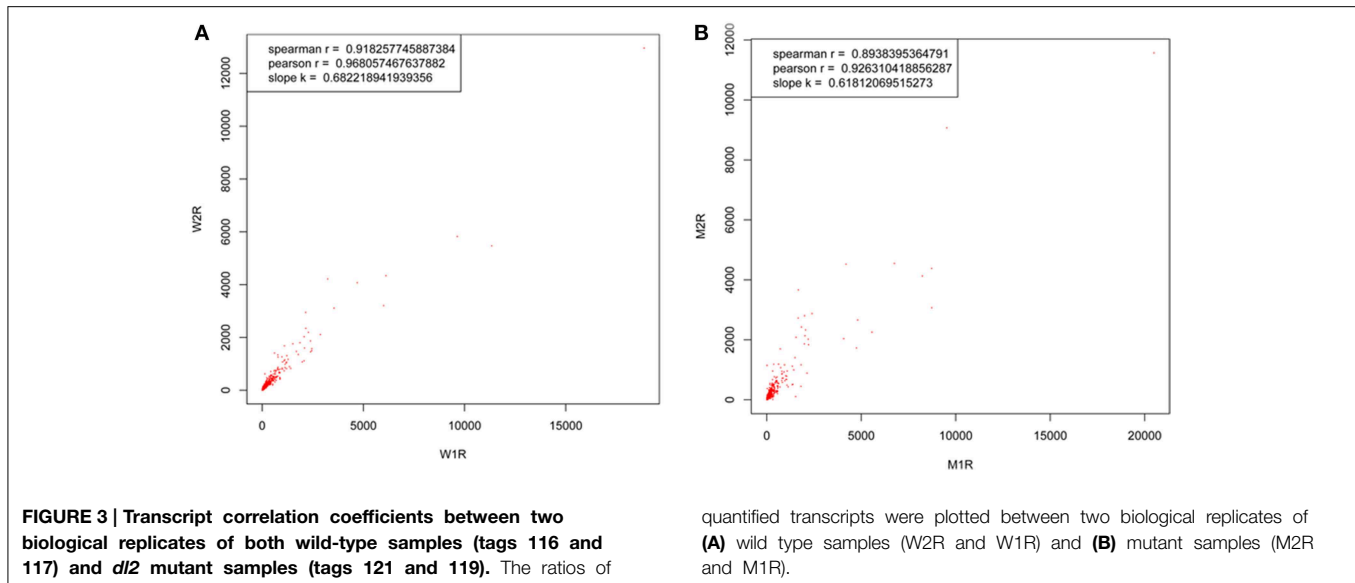 A
spearman r = 0.918257745887384
pearson r = 0.968057467637882
slope k = 0.682218941939356
W2R
12000
10000
8000
6000
4000
2000
0
0 5000 10000 15000
W1R
B
spearman r = 0.8938395364791
pearson r = 0.926310418856287
slope k = 0.61812069515273
M2R
12000
10000
8000
6000
4000
2000
0
0 5000 10000 15000 20000
M1R
FIGURE 3 | Transcript correlation coefficients between two
biological replicates of both wild-type samples (tags 116 and
117) and dl2 mutant samples (tags 121 and 119). The ratios of
quantified transcripts were plotted between two biological replicates of
(A) wild type samples (W2R and W1R) and (B) mutant samples (M2R
and M1R).